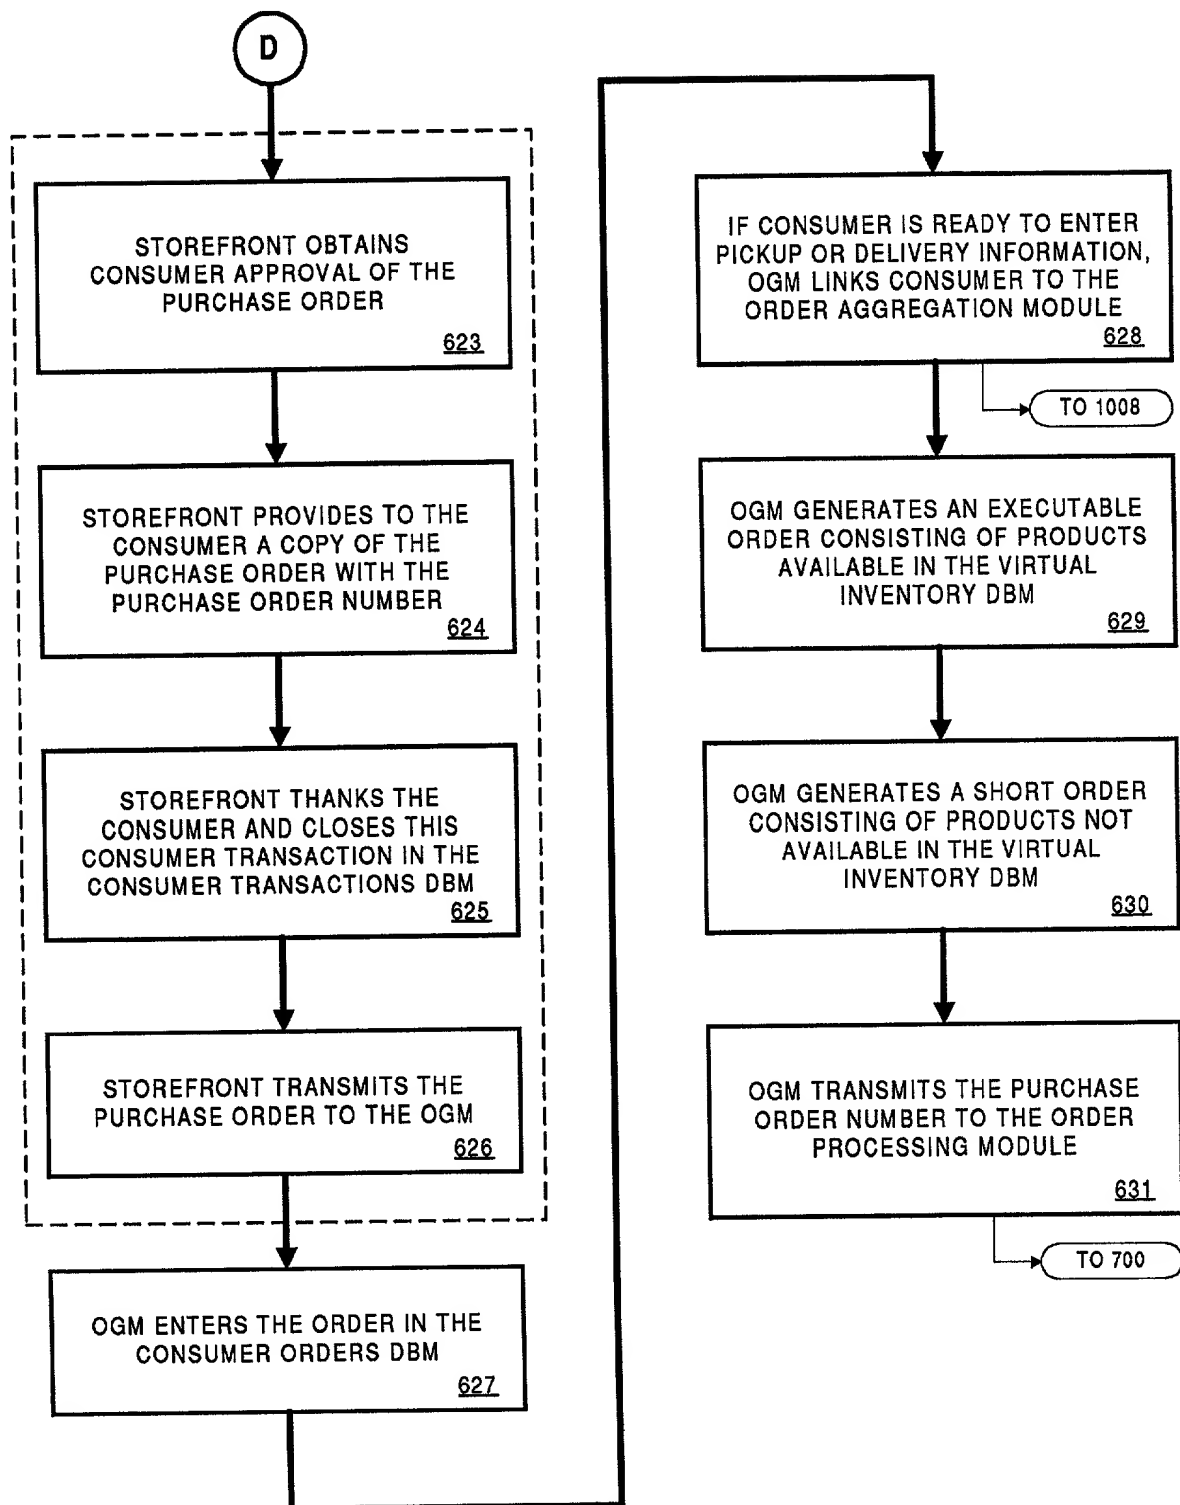 D
STOREFRONT OBTAINS
CONSUMER APPROVAL OF THE
PURCHASE ORDER
623
STOREFRONT PROVIDES TO THE
CONSUMER A COPY OF THE
PURCHASE ORDER WITH THE
PURCHASE ORDER NUMBER
624
STOREFRONT THANKS THE
CONSUMER AND CLOSES THIS
CONSUMER TRANSACTION IN THE
CONSUMER TRANSACTIONS DBM
625
STOREFRONT TRANSMITS THE
PURCHASE ORDER TO THE OGM
626
OGM ENTERS THE ORDER IN THE
CONSUMER ORDERS DBM
627
IF CONSUMER IS READY TO ENTER
PICKUP OR DELIVERY INFORMATION,
OGM LINKS CONSUMER TO THE
ORDER AGGREGATION MODULE
628
TO 1008
OGM GENERATES AN EXECUTABLE
ORDER CONSISTING OF PRODUCTS
AVAILABLE IN THE VIRTUAL
INVENTORY DBM
629
OGM GENERATES A SHORT ORDER
CONSISTING OF PRODUCTS NOT
AVAILABLE IN THE VIRTUAL
INVENTORY DBM
630
OGM TRANSMITS THE PURCHASE
ORDER NUMBER TO THE ORDER
PROCESSING MODULE
631
TO 700